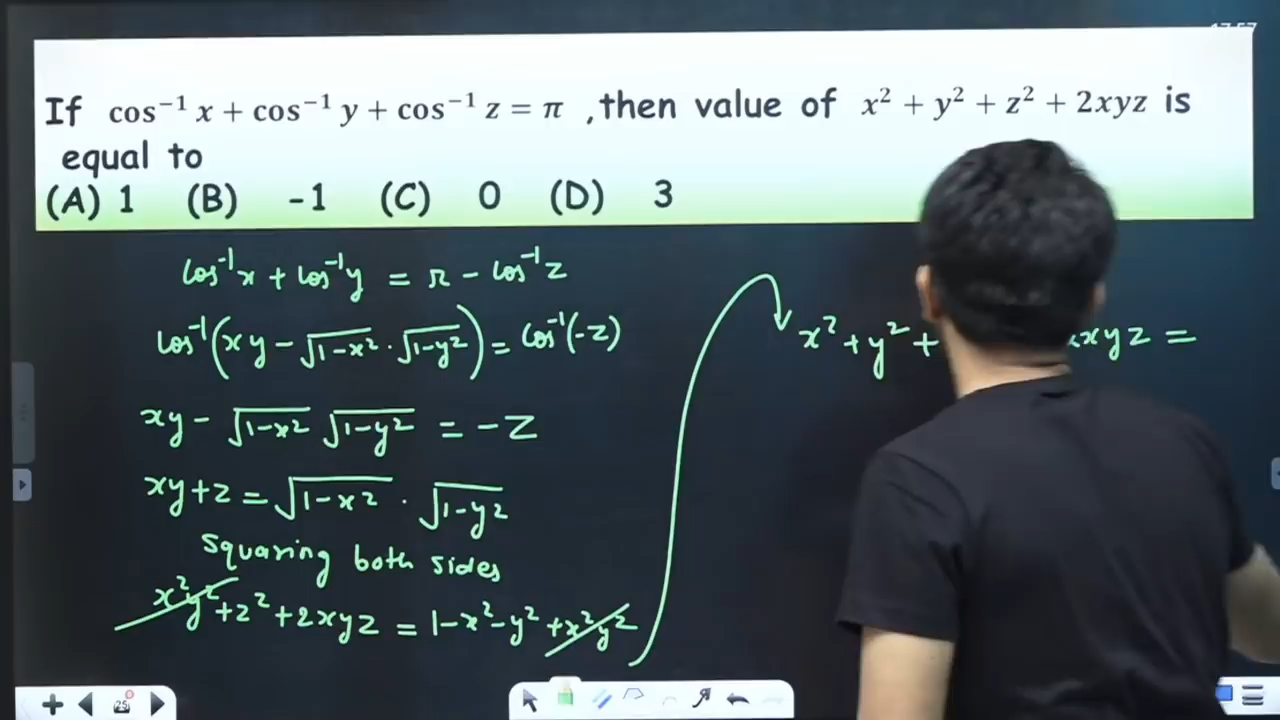 If cos⁻¹ x + cos⁻¹ y + cos⁻¹ z = π , then value of x² + y² + z² + 2xyz is
equal to
(A) 1 (B) -1 (C) 0 (D) 3
cos⁻¹x + cos⁻¹y = π - cos⁻¹z
cos⁻¹(xy - √1-x² · √1-y²) = cos⁻¹(-z)
xy - √1-x² √1-y² = -z
xy+z = √1-x² · √1-y²
Squaring both sides
x²y² + z² + 2xyz = 1-x²-y² + x²y²
x² + y² +
xyz =
25